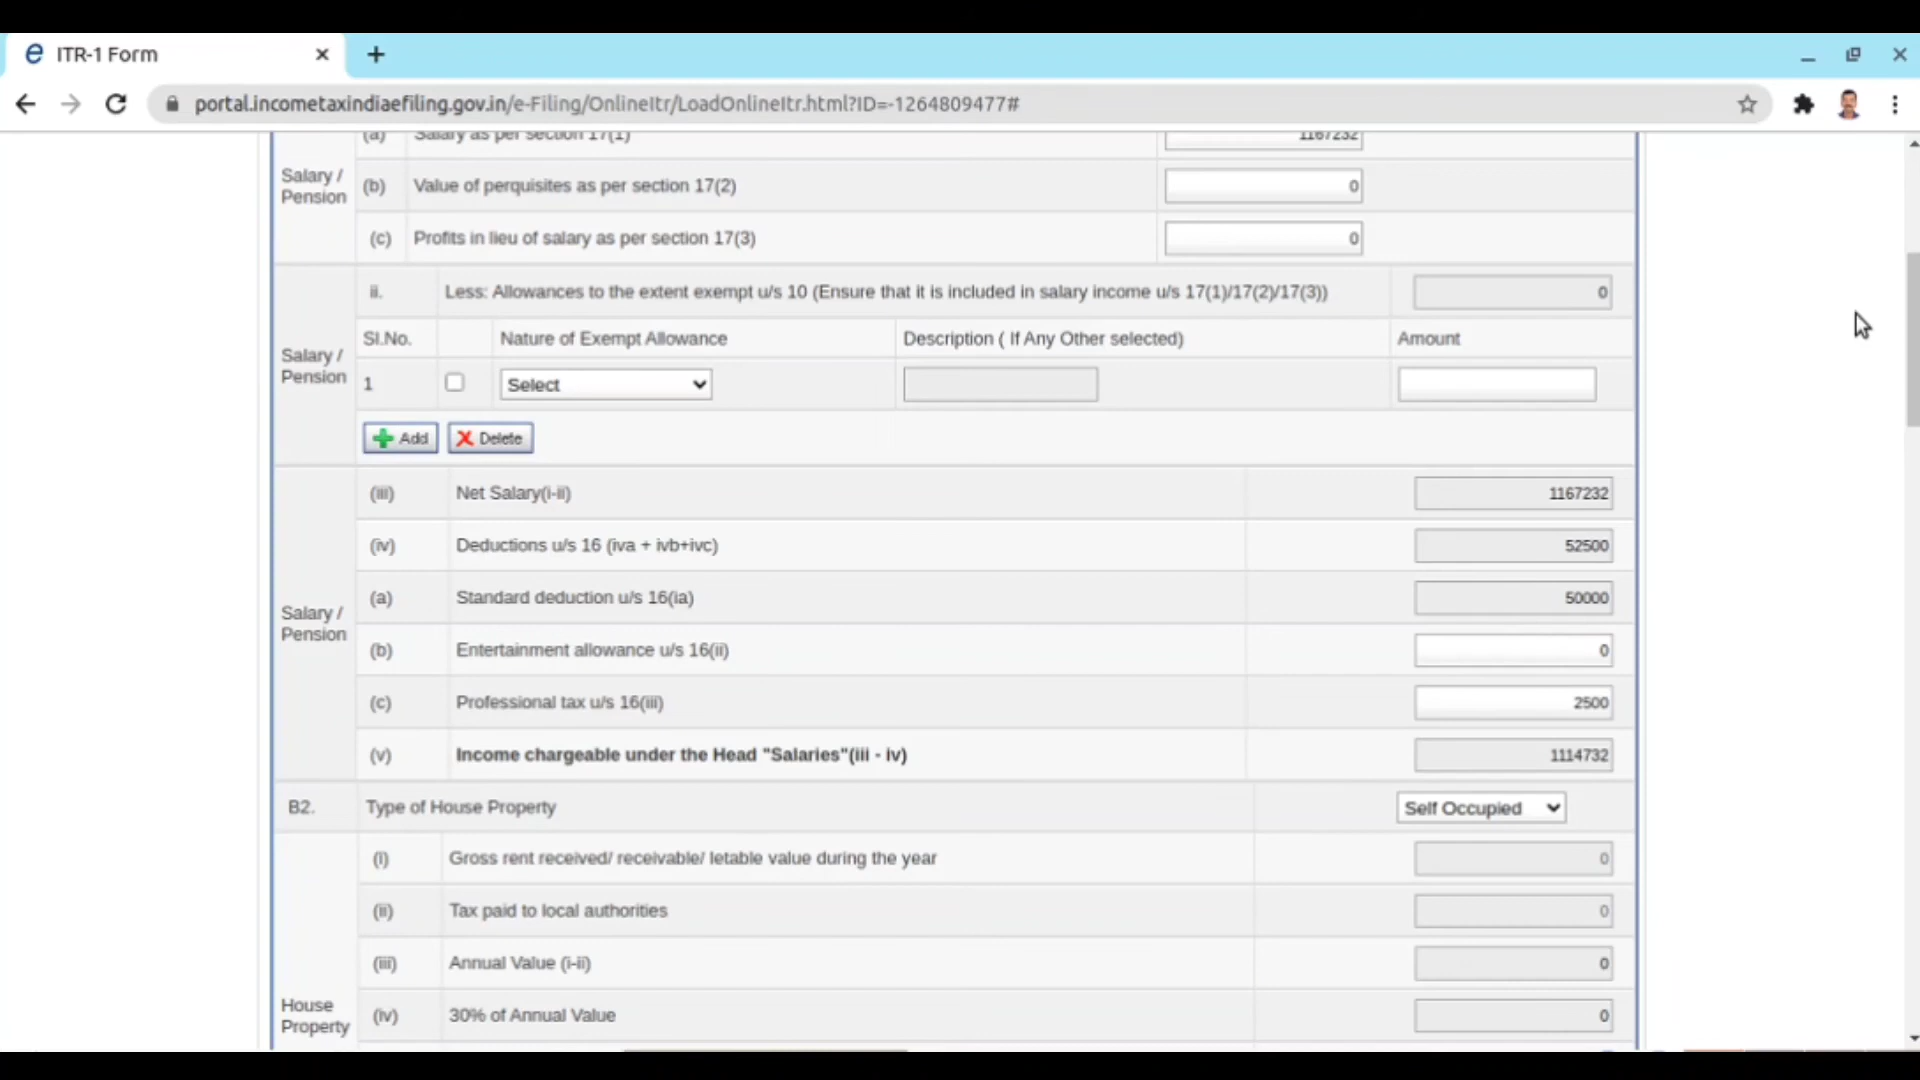 ITR-1 Form
portal.incometaxindiaefiling.gov.in/e-Filing/OnlineItr/LoadOnlineItr.html?ID=-1264809477#
(a) Salary as per section 17(1) 1167232
Salary / Pension
(b) Value of perquisites as per section 17(2) 0
(c) Profits in lieu of salary as per section 17(3) 0
ii. Less: Allowances to the extent exempt u/s 10 (Ensure that it is included in salary income u/s 17(1)/17(2)/17(3)) 0
Sl.No. Nature of Exempt Allowance Description ( If Any Other selected) Amount
Salary / Pension
1 Select
Add Delete
(iii) Net Salary(i-ii) 1167232
(iv) Deductions u/s 16 (iva + ivb+ivc) 52500
(a) Standard deduction u/s 16(ia) 50000
Salary / Pension
(b) Entertainment allowance u/s 16(ii) 0
(c) Professional tax u/s 16(iii) 2500
(v) Income chargeable under the Head "Salaries"(iii - iv) 1114732
B2. Type of House Property Self Occupied
(i) Gross rent received/ receivable/ letable value during the year 0
(ii) Tax paid to local authorities 0
(iii) Annual Value (i-ii) 0
House Property
(iv) 30% of Annual Value 0